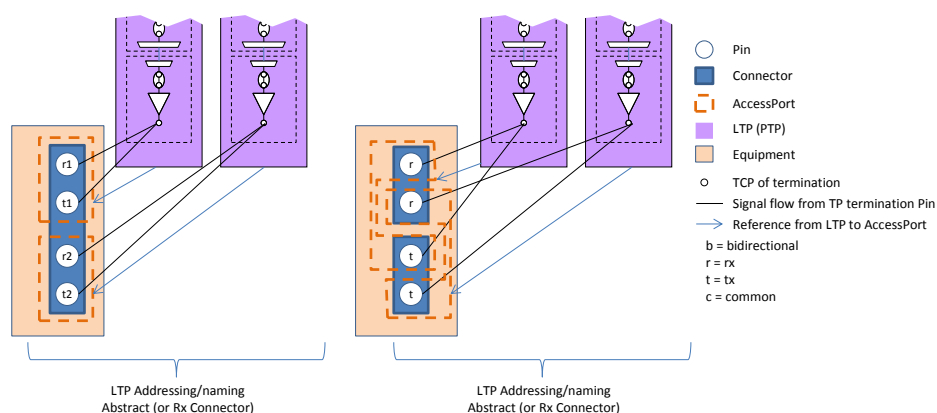 r1
t1
r2
t2
LTP Addressing/naming
Abstract (or Rx Connector)
r
r
t
t
LTP Addressing/naming
Abstract (or Rx Connector)
Pin
Connector
AccessPort
LTP (PTP)
Equipment
TCP of termination
Signal flow from TP termination Pin
Reference from LTP to AccessPort
b = bidirectional
r = rx
t = tx
c = common